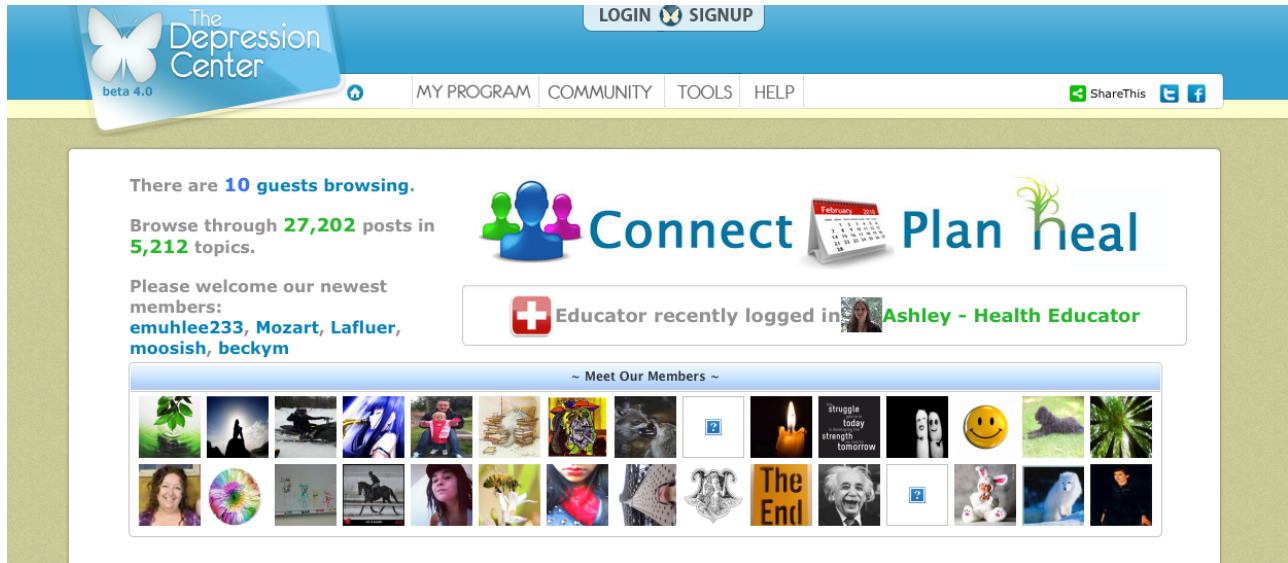 LOGIN SIGNUP
The
Depression
Center
beta 4.0
MY PROGRAM COMMUNITY TOOLS HELP
ShareThis
There are 10 guests browsing.
Browse through 27,202 posts in
5,212 topics.
Please welcome our newest
members:
emuhlee233, Mozart, Lafluer,
moosish, beckym
Connect Plan heal
February 2010
Educator recently logged in Ashley - Health Educator
~ Meet Our Members ~
struggle
today
strength
tomorrow
The
End